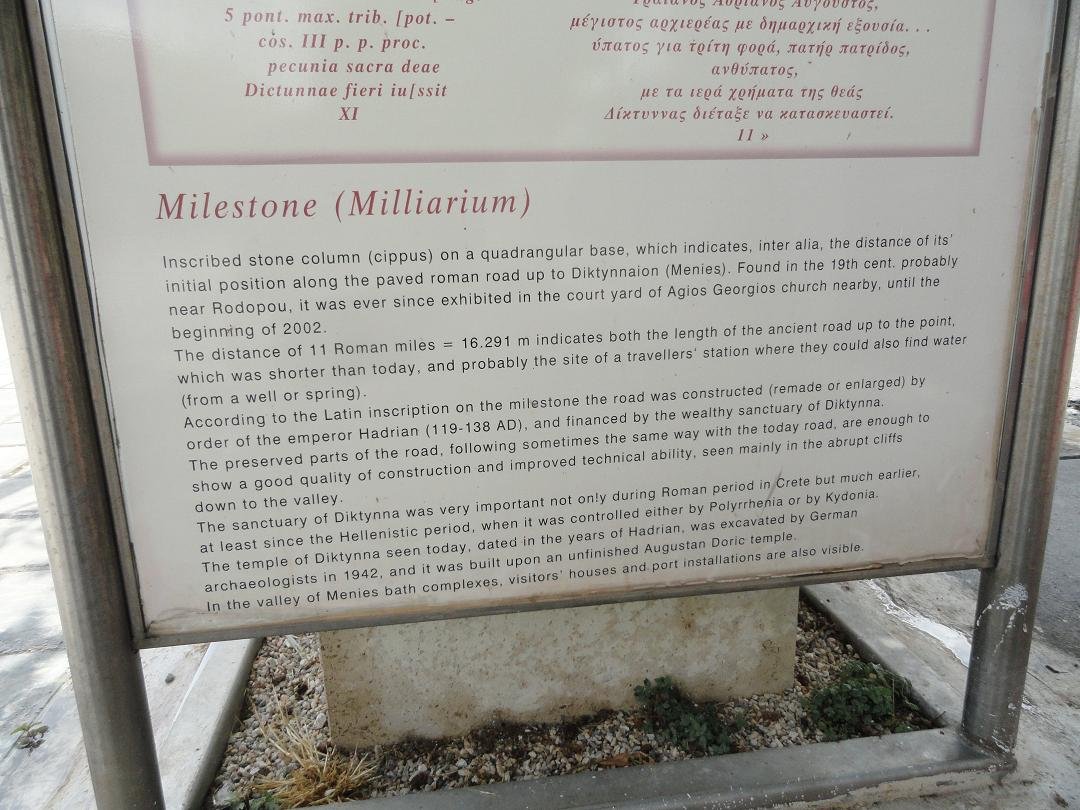 5 pont. max. trib. [pot. –
cos. III p. p. proc.
pecunia sacra deae
Dictunnae fieri iu[ssit
XI
Τραϊανός Αδριανός Αύγουστος,
μέγιστος αρχιερέας με δημαρχική εξουσία. . .
ύπατος για τρίτη φορά, πατήρ πατρίδος,
ανθύπατος,
με τα ιερά χρήματα της θεάς
Δίκτυννας διέταξε να κατασκευαστεί.
11 »
Milestone (Milliarium)
Inscribed stone column (cippus) on a quadrangular base, which indicates, inter alia, the distance of its'
initial position along the paved roman road up to Diktynnaion (Menies). Found in the 19th cent. probably
near Rodopou, it was ever since exhibited in the court yard of Agios Georgios church nearby, until the
beginning of 2002.
The distance of 11 Roman miles = 16.291 m indicates both the length of the ancient road up to the point,
which was shorter than today, and probably the site of a travellers' station where they could also find water
(from a well or spring).
According to the Latin inscription on the milestone the road was constructed (remade or enlarged) by
order of the emperor Hadrian (119-138 AD), and financed by the wealthy sanctuary of Diktynna.
The preserved parts of the road, following sometimes the same way with the today road, are enough to
show a good quality of construction and improved technical ability, seen mainly in the abrupt cliffs
down to the valley.
The sanctuary of Diktynna was very important not only during Roman period in Crete but much earlier,
at least since the Hellenistic period, when it was controlled either by Polyrrhenia or by Kydonia.
The temple of Diktynna seen today, dated in the years of Hadrian, was excavated by German
archaeologists in 1942, and it was built upon an unfinished Augustan Doric temple.
In the valley of Menies bath complexes, visitors' houses and port installations are also visible.